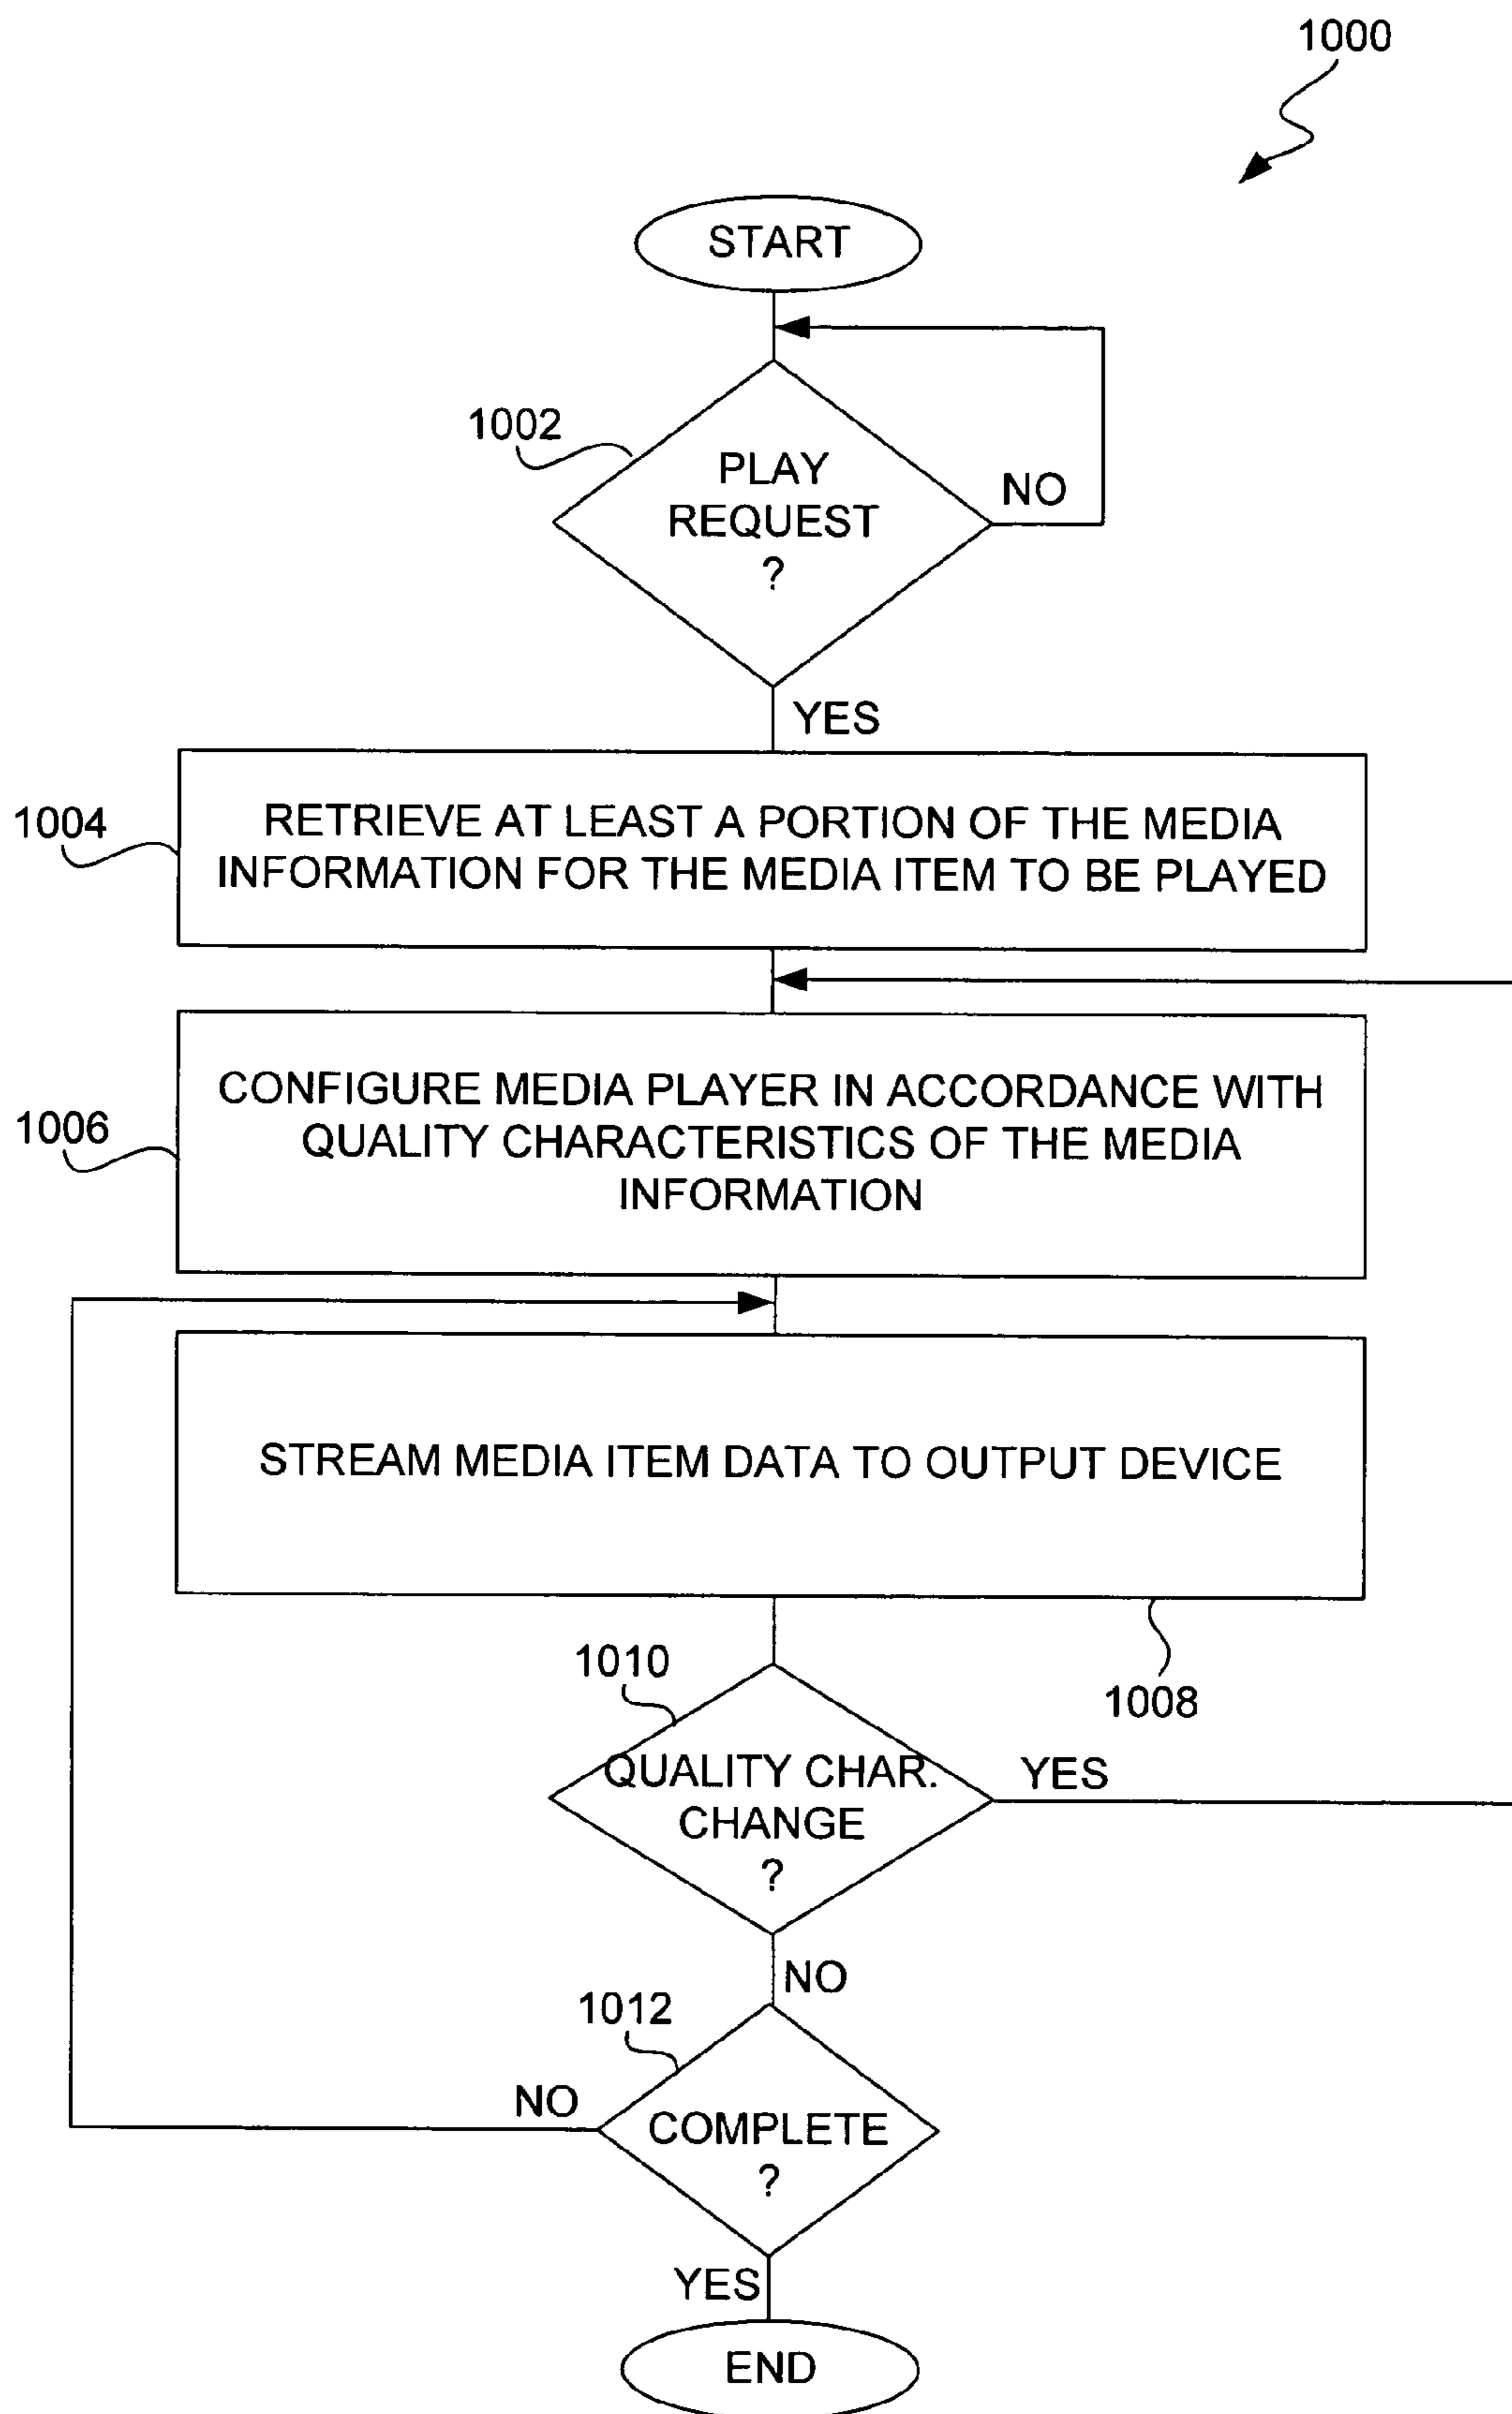 1000
START
1002
PLAY
REQUEST
?
NO
YES
1004
RETRIEVE AT LEAST A PORTION OF THE MEDIA
INFORMATION FOR THE MEDIA ITEM TO BE PLAYED
1006
CONFIGURE MEDIA PLAYER IN ACCORDANCE WITH
QUALITY CHARACTERISTICS OF THE MEDIA
INFORMATION
STREAM MEDIA ITEM DATA TO OUTPUT DEVICE
1008
1010
QUALITY CHAR.
CHANGE
?
YES
NO
1012
COMPLETE
?
NO
YES
END